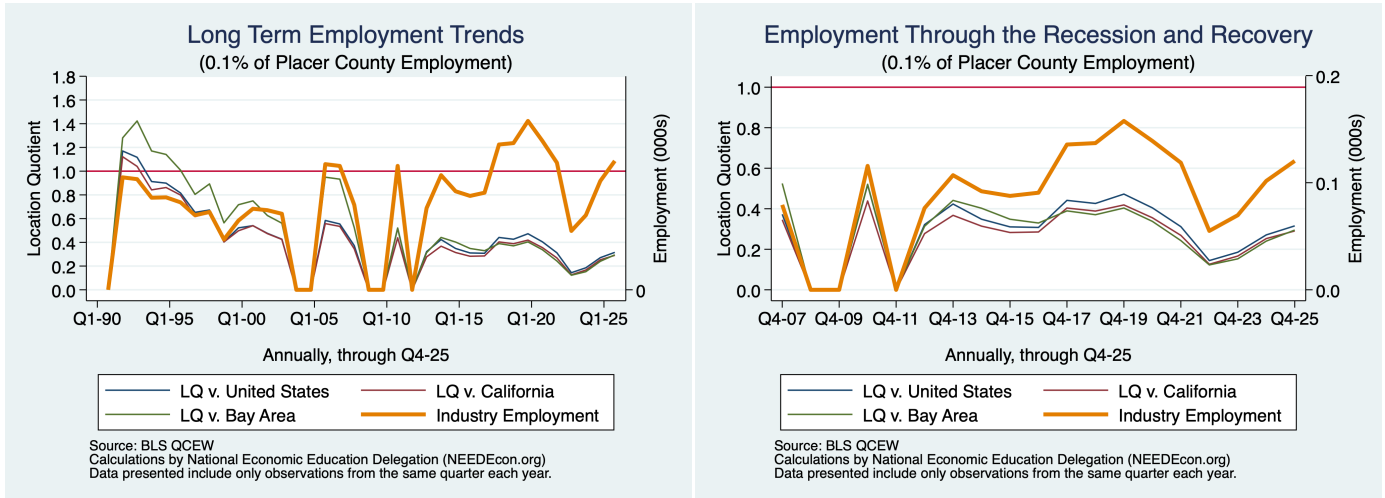 Long Term Employment Trends
(0.1% of Placer County Employment)
1.8
1.6
1.4
1.2
1.0
0.8
0.6
0.4
0.2
0.0
Location Quotient
0
Employment (000s)
Q1-90 Q1-95 Q1-00 Q1-05 Q1-10 Q1-15 Q1-20 Q1-25
Annually, through Q4-25
LQ v. United States LQ v. California
LQ v. Bay Area Industry Employment
Source: BLS QCEW
Calculations by National Economic Education Delegation (NEEDEcon.org)
Data presented include only observations from the same quarter each year.
Employment Through the Recession and Recovery
(0.1% of Placer County Employment)
1.0
0.8
0.6
0.4
0.2
0.0
Location Quotient
0.2
0.1
0.0
Employment (000s)
Q4-07 Q4-09 Q4-11 Q4-13 Q4-15 Q4-17 Q4-19 Q4-21 Q4-23 Q4-25
Annually, through Q4-25
LQ v. United States LQ v. California
LQ v. Bay Area Industry Employment
Source: BLS QCEW
Calculations by National Economic Education Delegation (NEEDEcon.org)
Data presented include only observations from the same quarter each year.